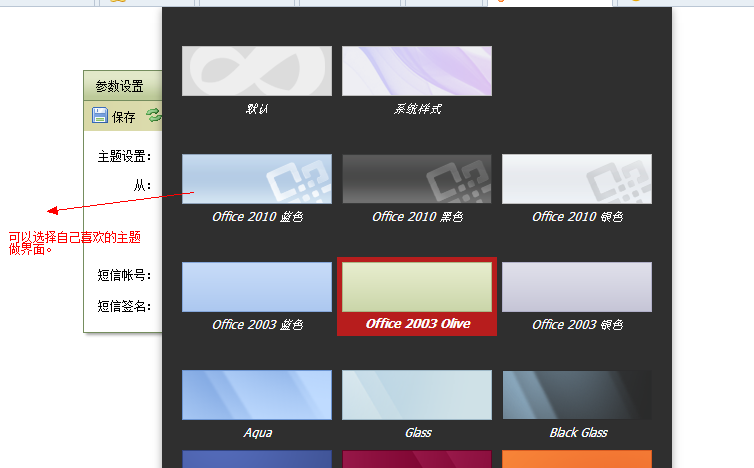 默认
系统样式
参数设置
保存
主题设置：
从：
Office 2010 蓝色
Office 2010 黑色
Office 2010 银色
可以选择自己喜欢的主题
做界面。
短信帐号：
短信签名：
Office 2003 蓝色
Office 2003 Olive
Office 2003 银色
Aqua
Glass
Black Glass